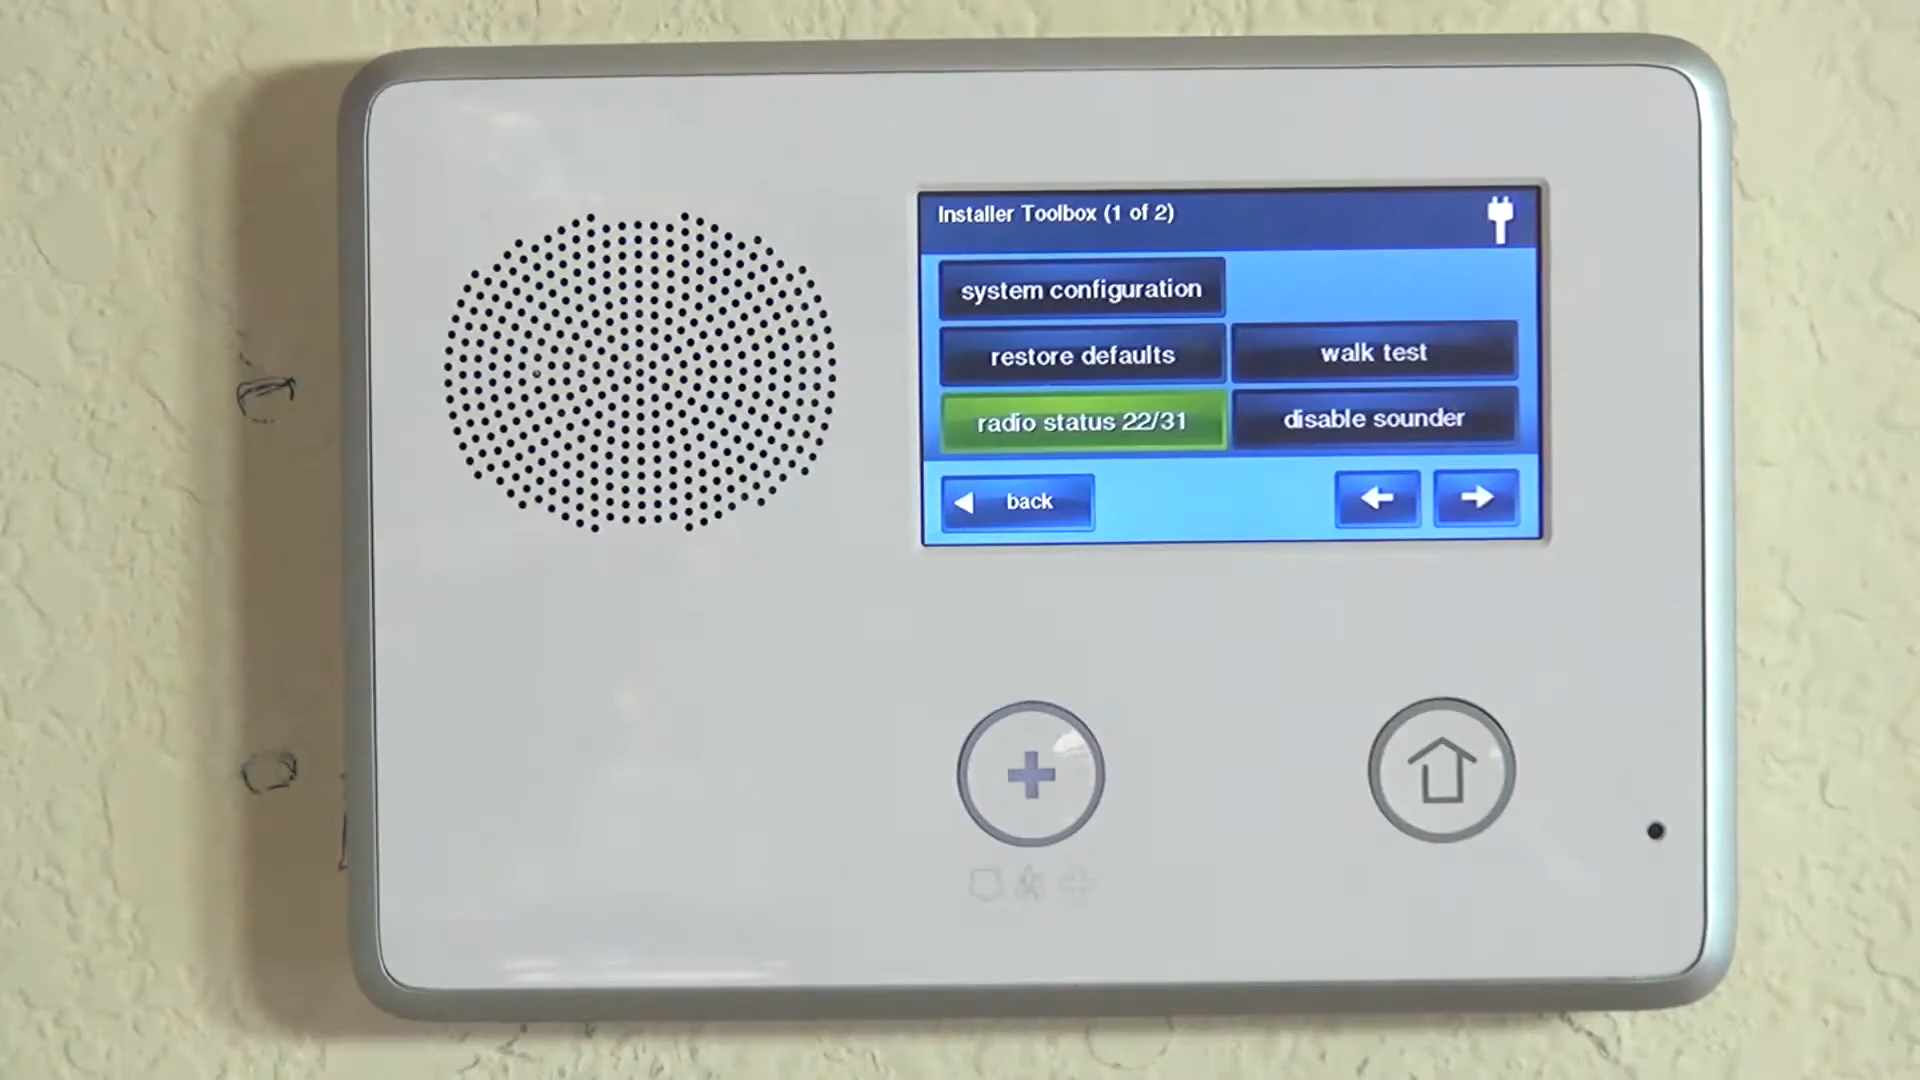 Installer Toolbox (1 of 2)
system configuration
restore defaults
walk test
radio status 22/31
disable sounder
back